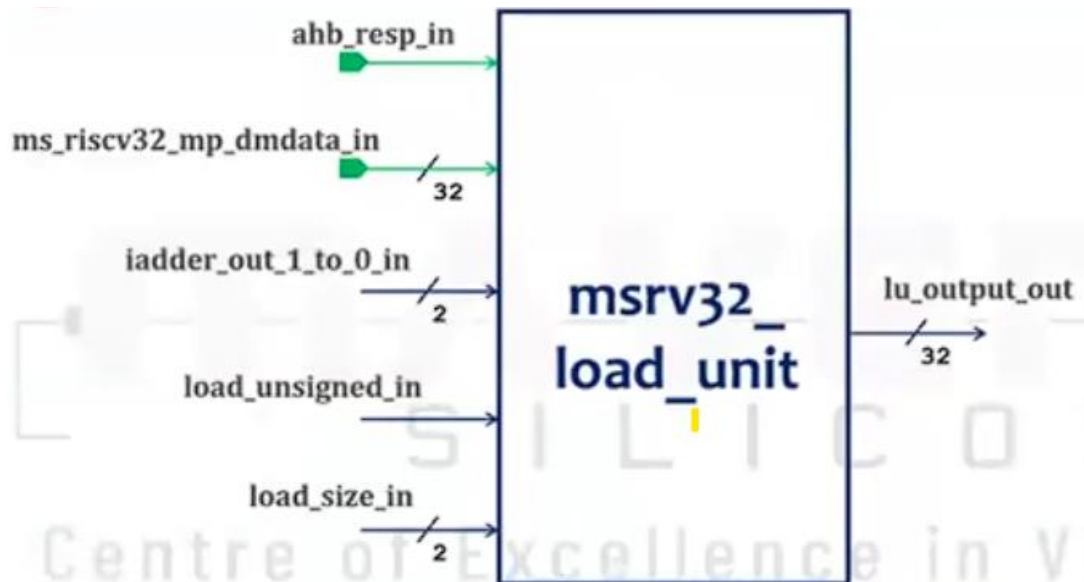 ahb_resp_in
ms_riscv32_mp_dmdata_in
32
iadder_out_1_to_0_in
2
load_unsigned_in
load_size_in
2
msrv32_
load_unit
lu_output_out
32
S I L I C O
Centre of Excellence in V